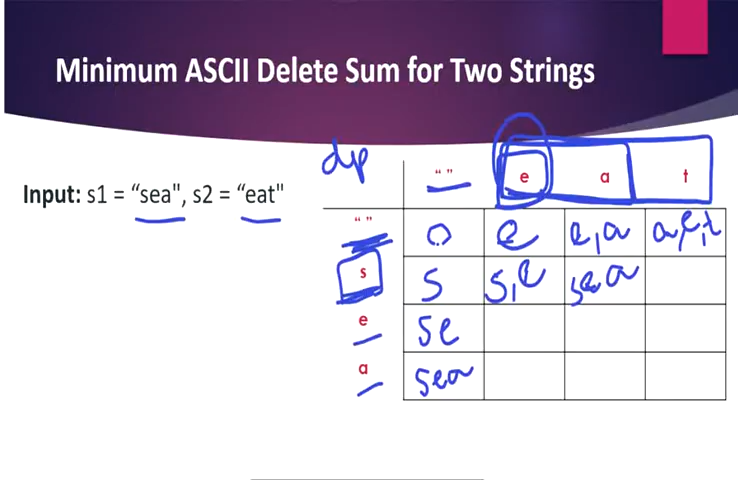 Minimum ASCII Delete Sum for Two Strings
Input: s1 = "sea", s2 = "eat"
dp
" " e a t
" " 0 e e,a a,e,t
s s s,e sea
e se
a sea